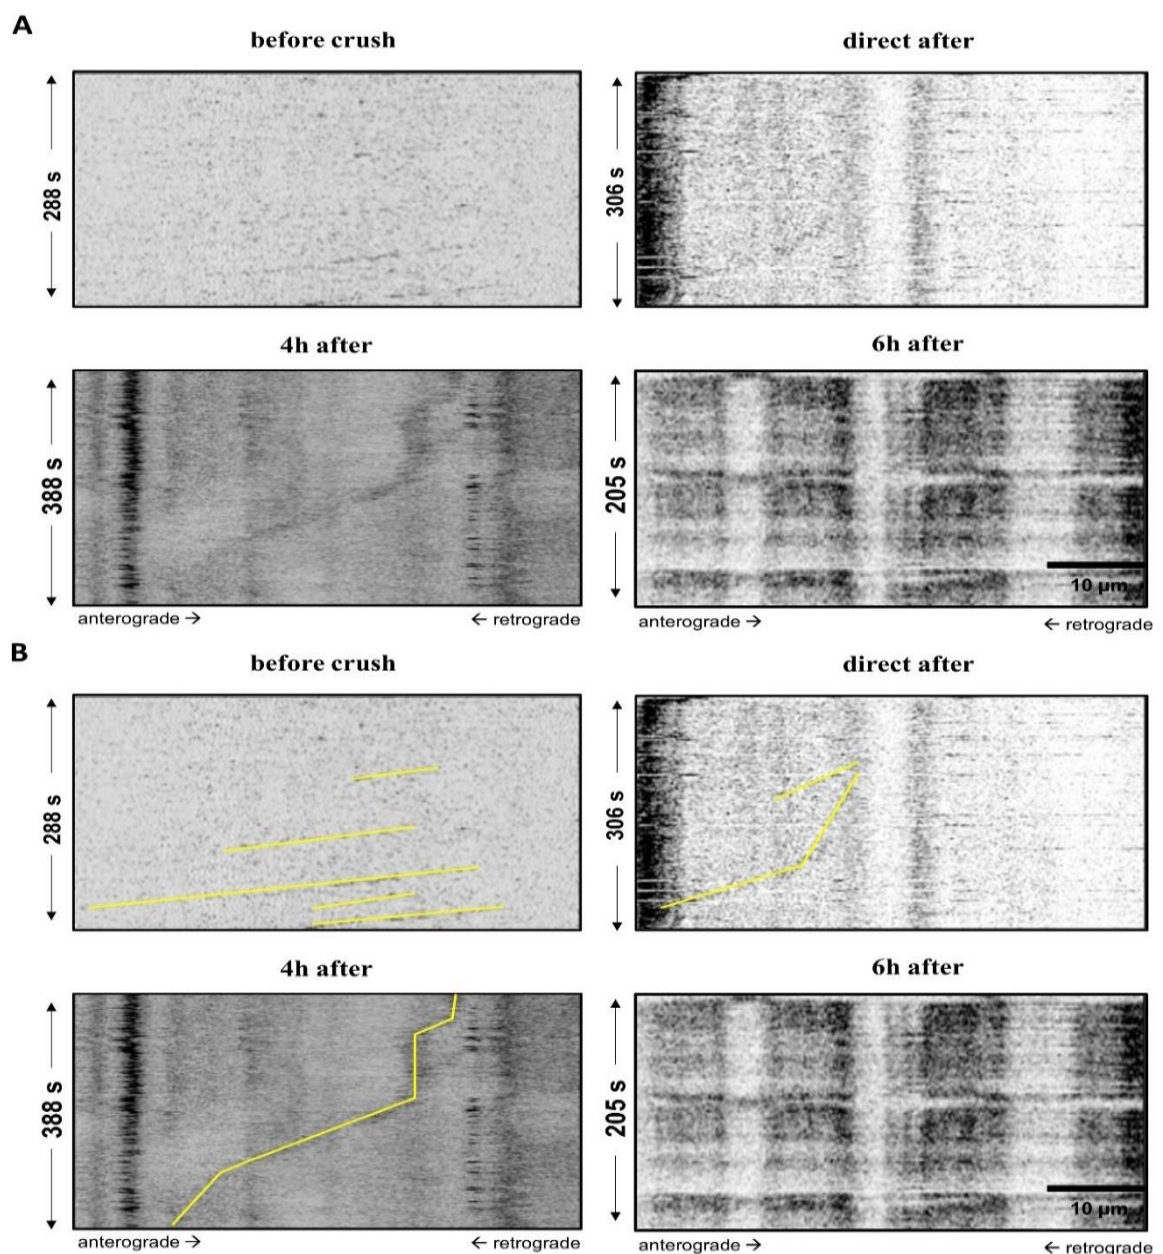 A
before crush
direct after
288 s
306 s
4h after
6h after
388 s
205 s
10 µm
anterograde →
← retrograde
anterograde →
← retrograde
B
before crush
direct after
288 s
306 s
4h after
6h after
388 s
205 s
10 µm
anterograde →
← retrograde
anterograde →
← retrograde